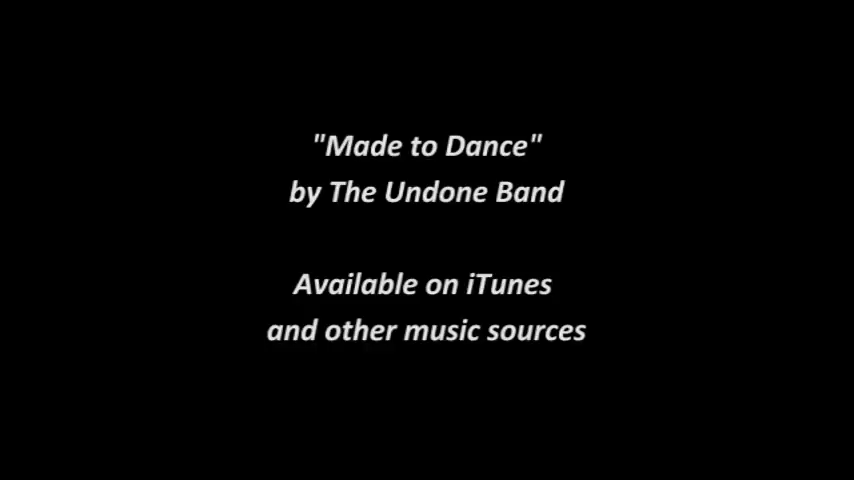 "Made to Dance"
by The Undone Band
Available on iTunes
and other music sources